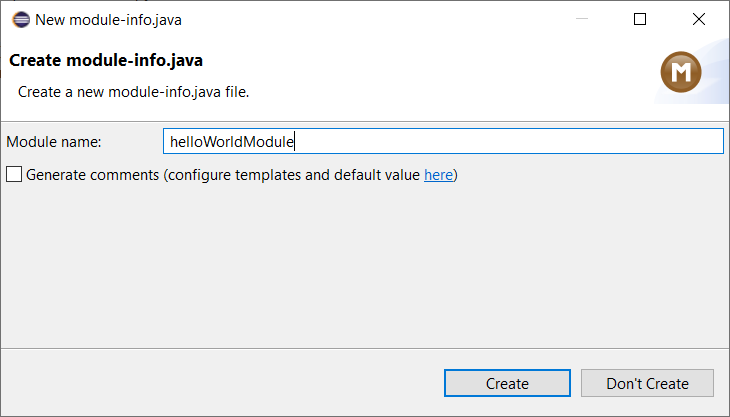 New module-info.java
Create module-info.java
Create a new module-info.java file.
M
Module name: helloWorldModule
Generate comments (configure templates and default value here)
Create Don't Create